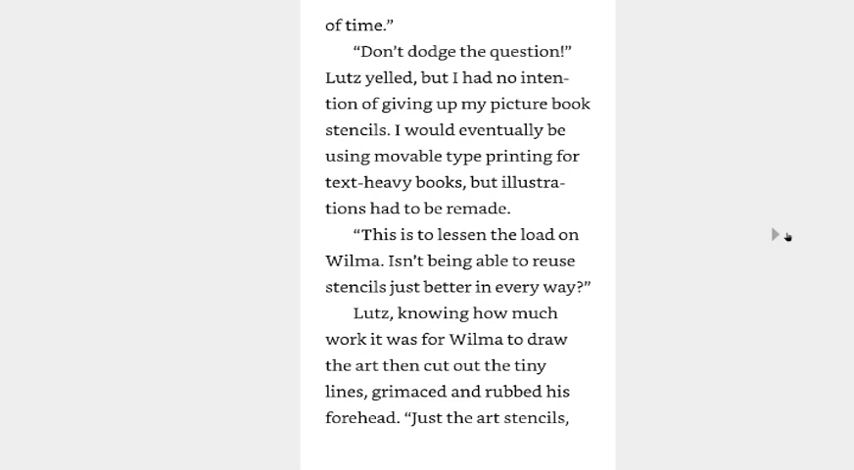 of time.”
“Don’t dodge the question!”
Lutz yelled, but I had no inten-
tion of giving up my picture book
stencils. I would eventually be
using movable type printing for
text-heavy books, but illustra-
tions had to be remade.
“This is to lessen the load on
Wilma. Isn’t being able to reuse
stencils just better in every way?”
Lutz, knowing how much
work it was for Wilma to draw
the art then cut out the tiny
lines, grimaced and rubbed his
forehead. “Just the art stencils,